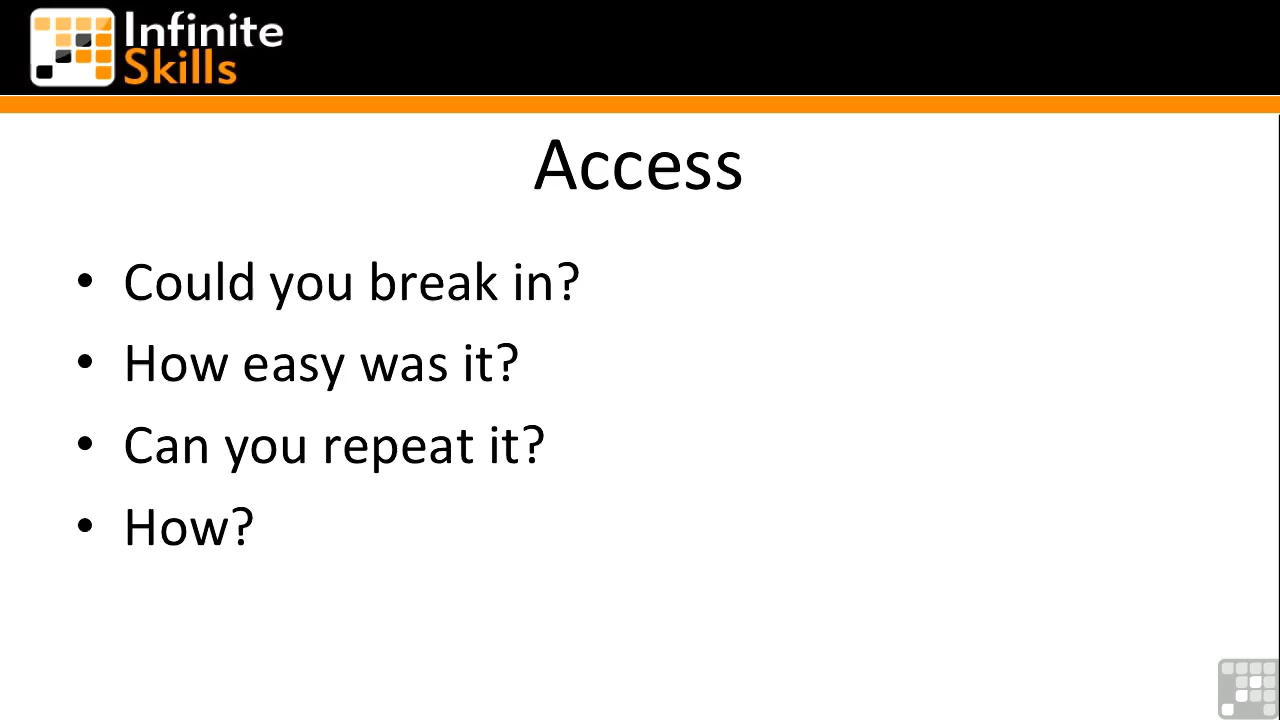 Infinite
Skills
Access
• Could you break in?
• How easy was it?
• Can you repeat it?
• How?